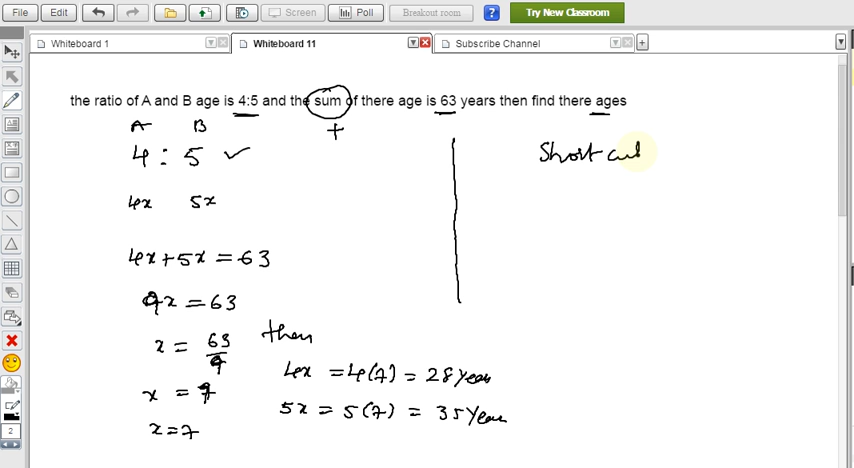 File Edit Screen Poll Breakout room ? Try New Classroom
Whiteboard 1 Whiteboard 11 Subscribe Channel +
the ratio of A and B age is 4:5 and the sum of there age is 63 years then find there ages
+
A B
4 : 5 ✓
Short cut
4x 5x
4x+5x = 63
9x = 63
x = 63/9 then
4x = 4(7) = 28 years
x = 7
5x = 5(7) = 35 Years
x=7
2